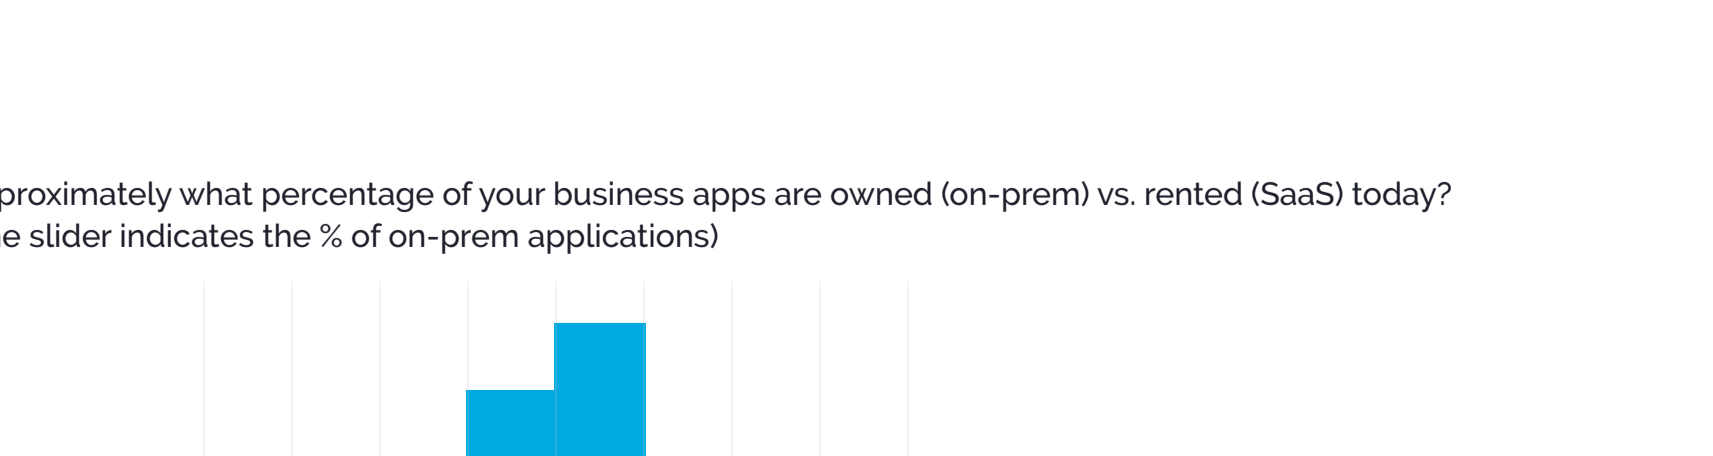 proximately what percentage of your business apps are owned (on-prem) vs. rented (SaaS) today?
e slider indicates the % of on-prem applications)